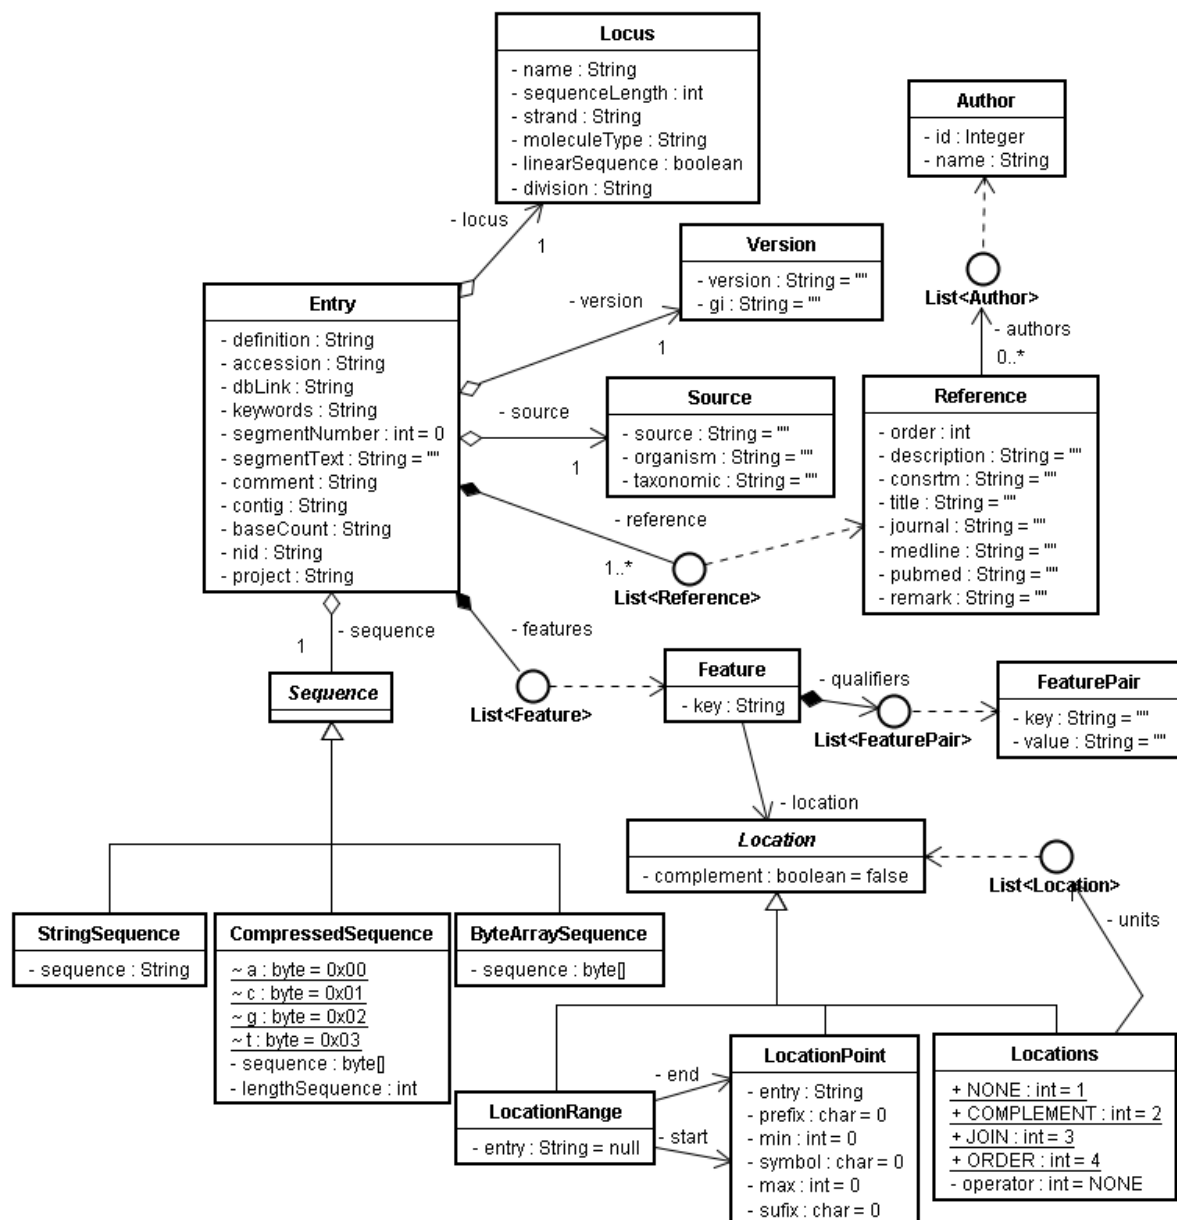 Locus
- name : String
- sequenceLength : int
- strand : String
- moleculeType : String
- linearSequence : boolean
- division : String
Author
- id : Integer
- name : String
- locus
1
Version
- version : String = ""
- gi : String = ""
- version
1
List<Author>
- authors
0..*
Entry
- definition : String
- accession : String
- dbLink : String
- keywords : String
- segmentNumber : int = 0
- segmentText : String = ""
- comment : String
- contig : String
- baseCount : String
- nid : String
- project : String
- source
1
Source
- source : String = ""
- organism : String = ""
- taxonomic : String = ""
Reference
- order : int
- description : String = ""
- consrtm : String = ""
- title : String = ""
- journal : String = ""
- medline : String = ""
- pubmed : String = ""
- remark : String = ""
- reference
1..*
List<Reference>
- sequence
1
- features
List<Feature>
Sequence
Feature
- key : String
- qualifiers
List<FeaturePair>
FeaturePair
- key : String = ""
- value : String = ""
- location
Location
- complement : boolean = false
List<Location>
- units
StringSequence
- sequence : String
CompressedSequence
~ a : byte = 0x00
~ c : byte = 0x01
~ g : byte = 0x02
~ t : byte = 0x03
- sequence : byte[]
- lengthSequence : int
ByteArraySequence
- sequence : byte[]
LocationRange
- entry : String = null
- end
- start
LocationPoint
- entry : String
- prefix : char = 0
- min : int = 0
- symbol : char = 0
- max : int = 0
- sufix : char = 0
Locations
+ NONE : int = 1
+ COMPLEMENT : int = 2
+ JOIN : int = 3
+ ORDER : int = 4
- operator : int = NONE